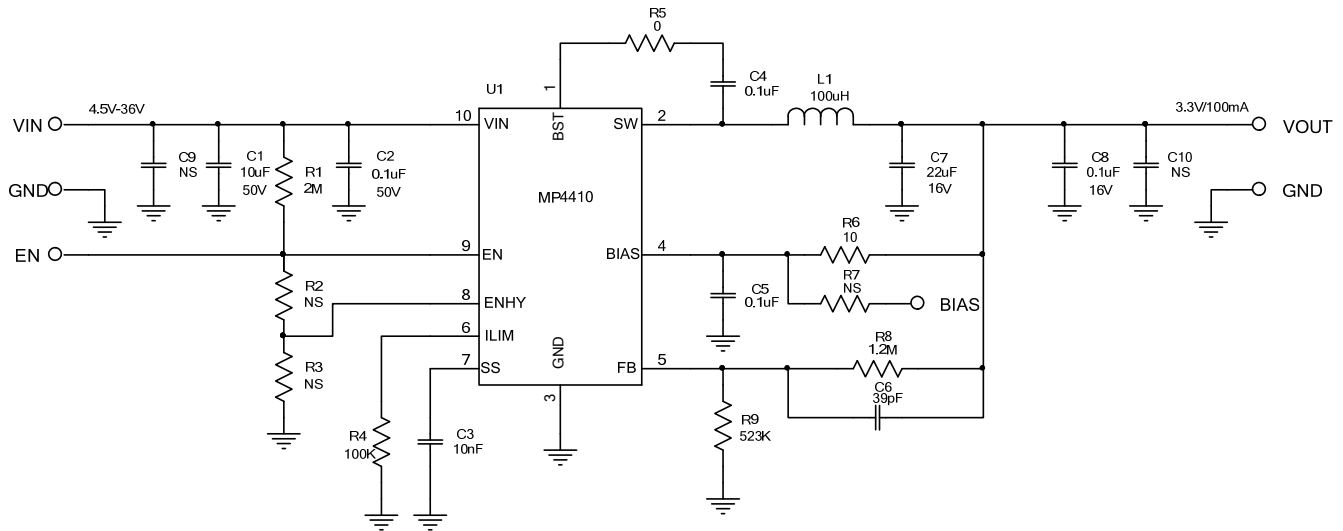 R5
0
C4
0.1uF
L1
100uH
U1
1
4.5V-36V
3.3V/100mA
VIN
10
VIN
BST
SW
2
VOUT
C9
NS
C1
10uF
50V
R1
2M
C2
0.1uF
50V
MP4410
C7
22uF
16V
C8
0.1uF
16V
C10
NS
GND
GND
EN
9
EN
BIAS
4
R6
10
R7
NS
BIAS
C5
0.1uF
R2
NS
8
ENHY
6
ILIM
7
SS
GND
3
FB
5
R8
1.2M
C6
39pF
R3
NS
R4
100K
C3
10nF
R9
523K